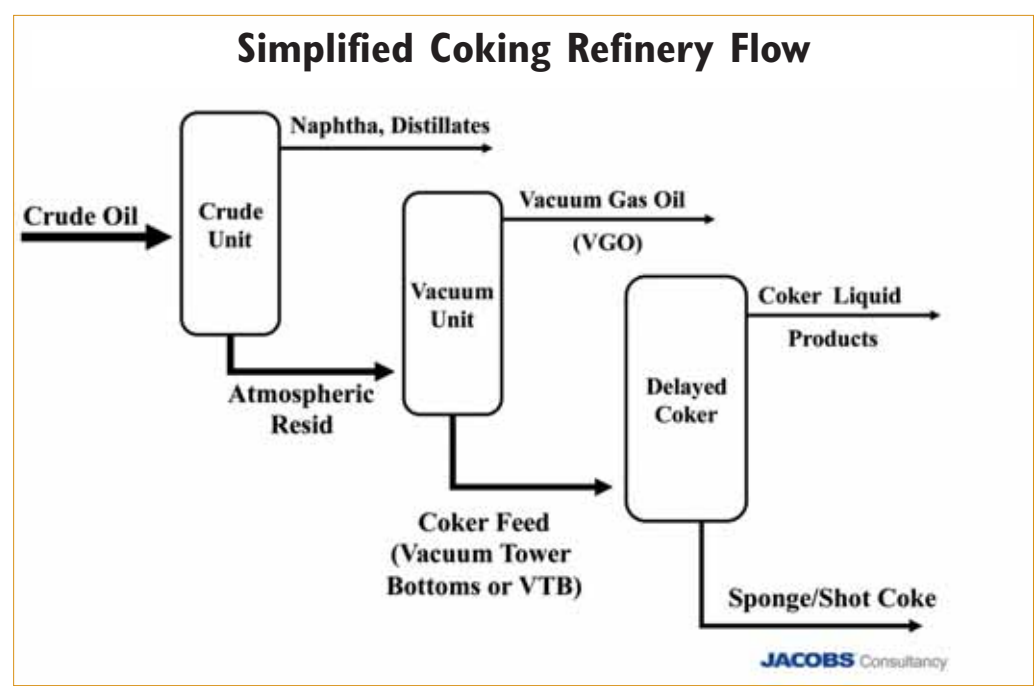 Simplified Coking Refinery Flow
Naphtha, Distillates
Crude Oil
Crude
Unit
Vacuum Gas Oil
(VGO)
Vacuum
Unit
Atmospheric
Resid
Coker Liquid
Products
Delayed
Coker
Coker Feed
(Vacuum Tower
Bottoms or VTB)
Sponge/Shot Coke
JACOBS Consultancy